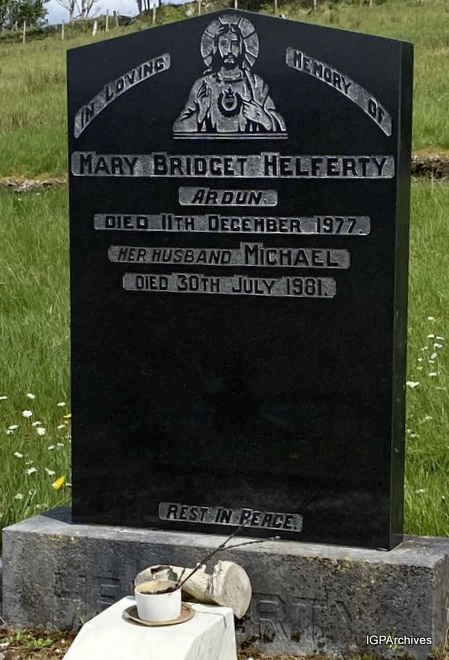 IN LOVING MEMORY OF
MARY BRIDGET HELFERTY
ARDUN.
DIED 11TH DECEMBER 1977.
HER HUSBAND MICHAEL
DIED 30TH JULY 1981.
REST IN PEACE.
IGPArchives